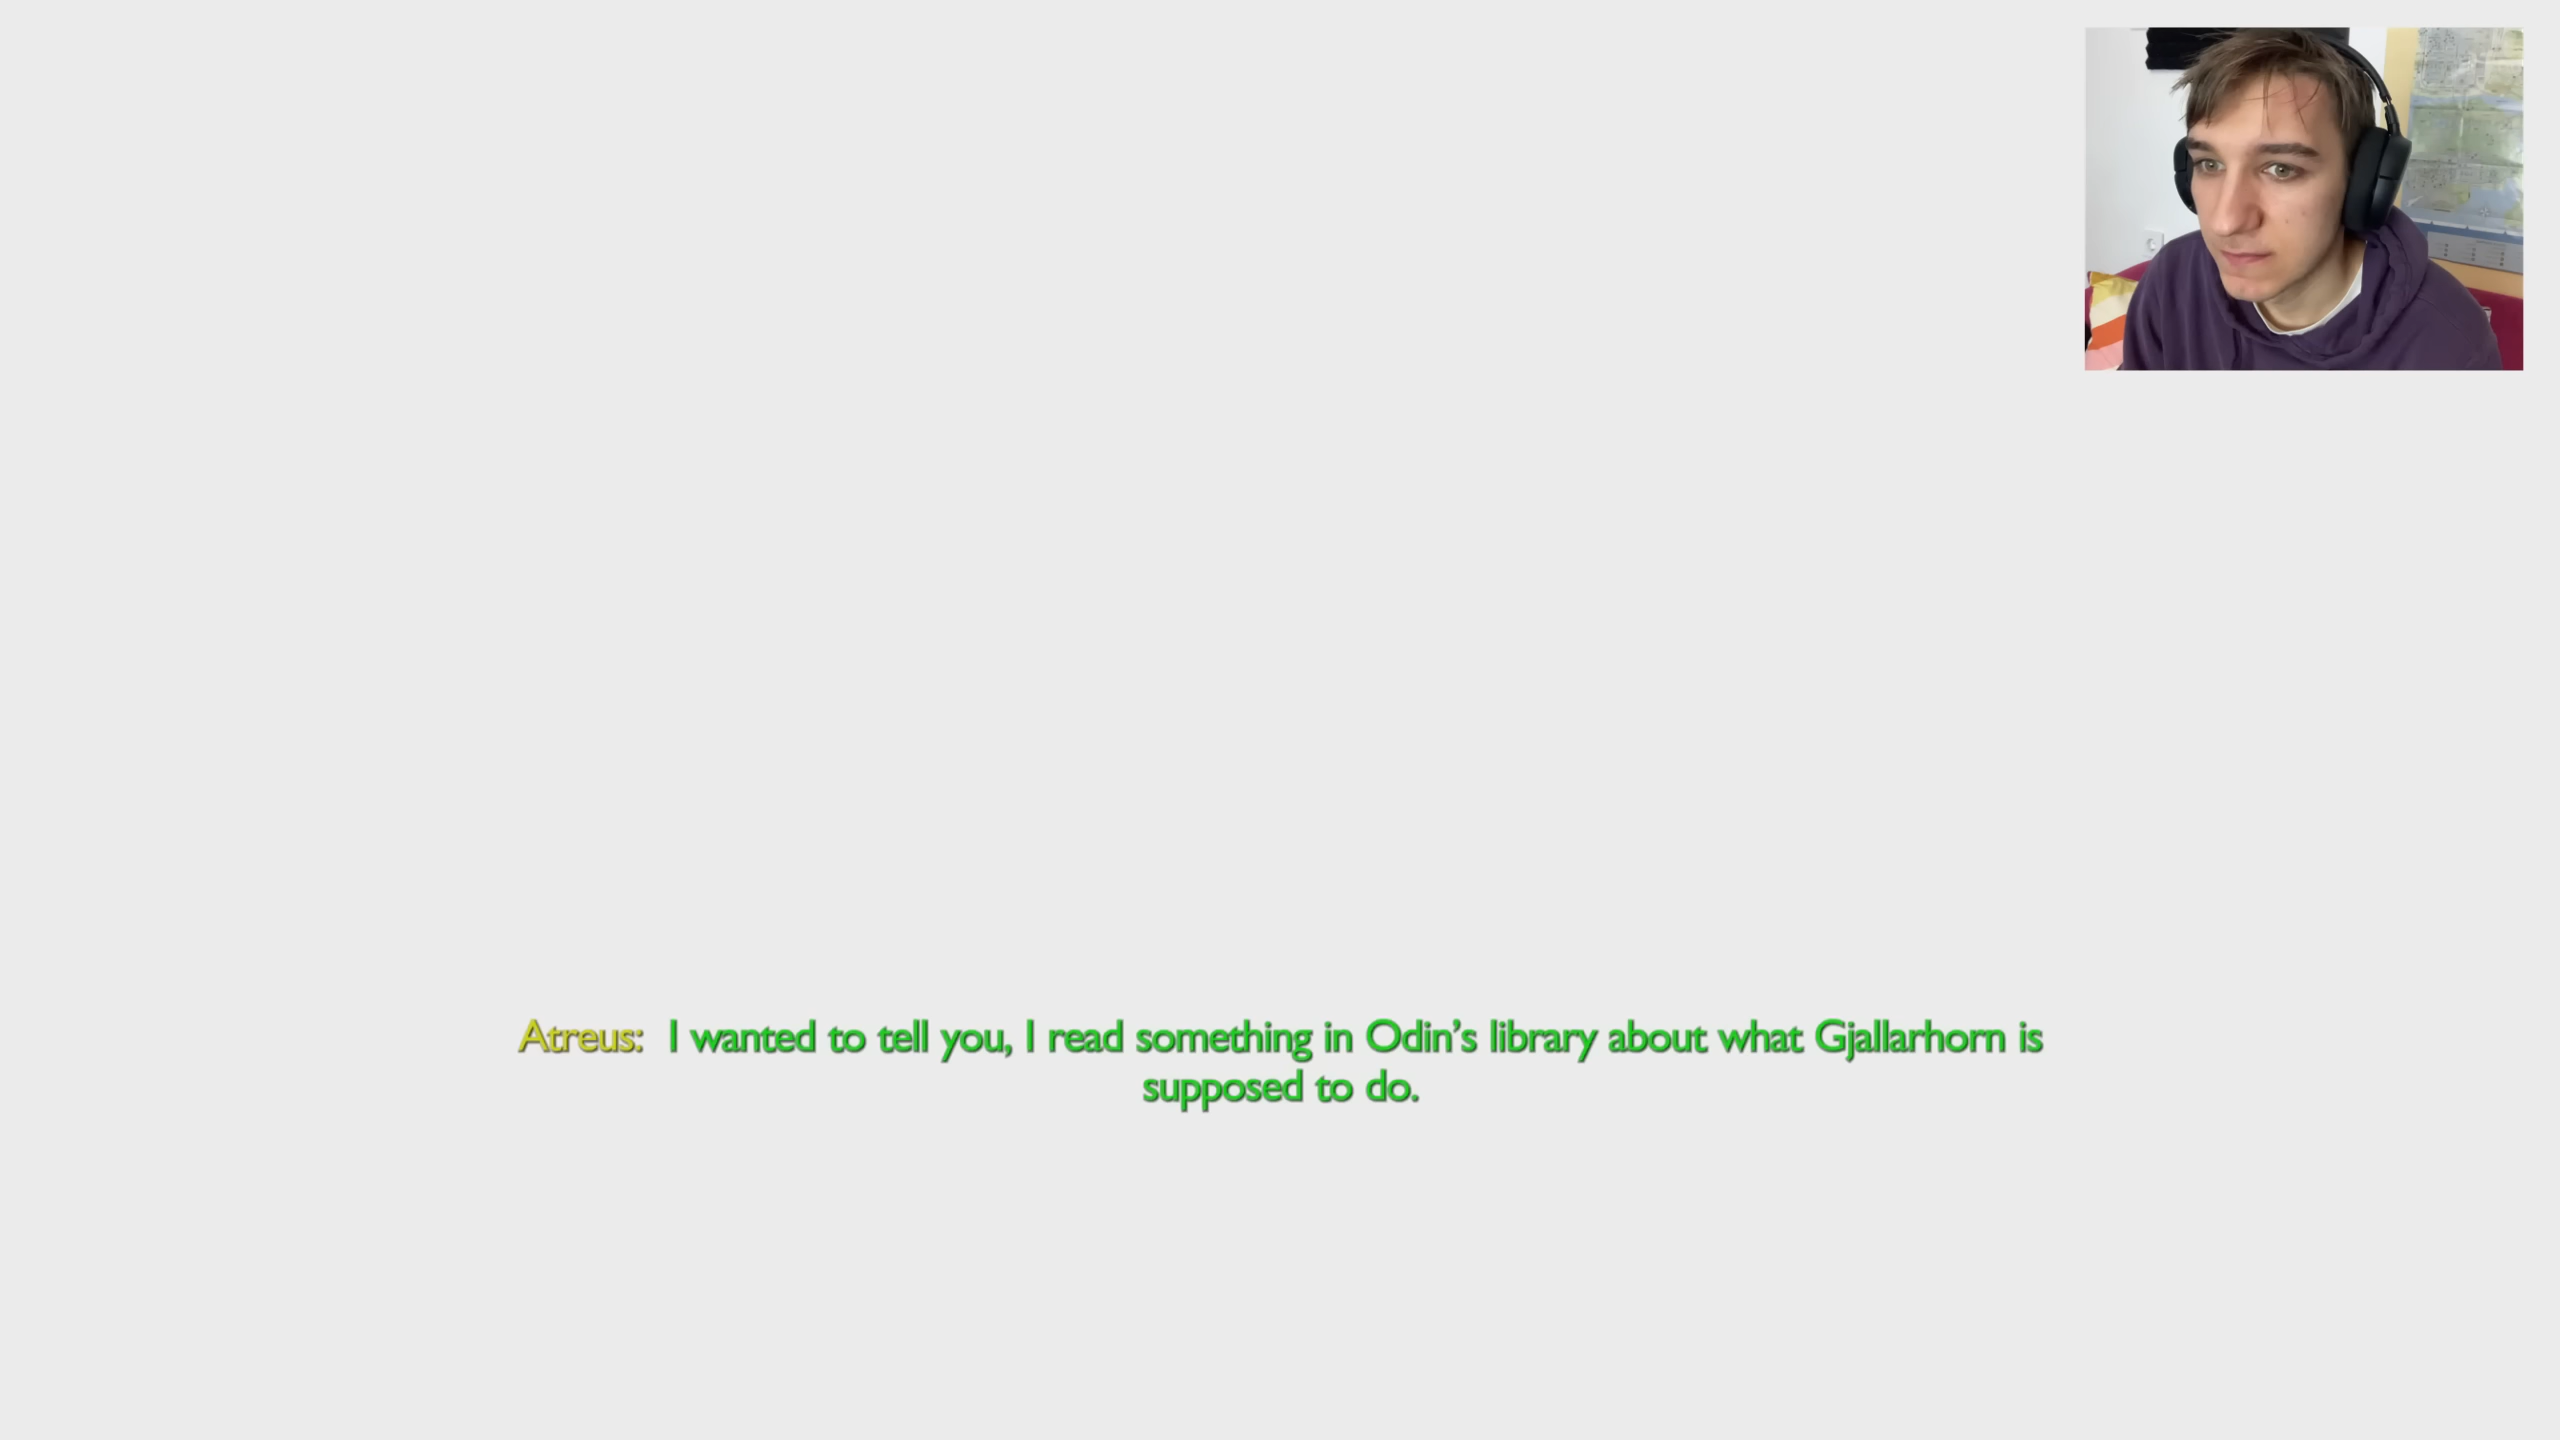 Atreus: I wanted to tell you, I read something in Odin’s library about what Gjallarhorn is
supposed to do.